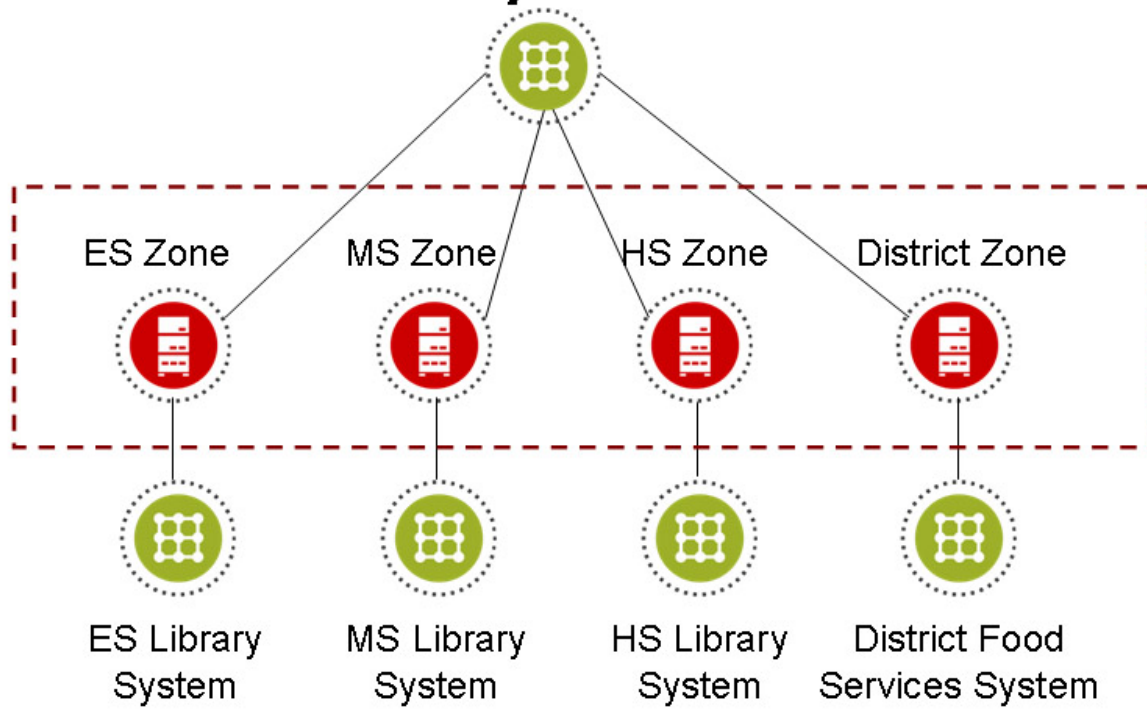 ES Zone
MS Zone
HS Zone
District Zone
ES Library
System
MS Library
System
HS Library
System
District Food
Services System